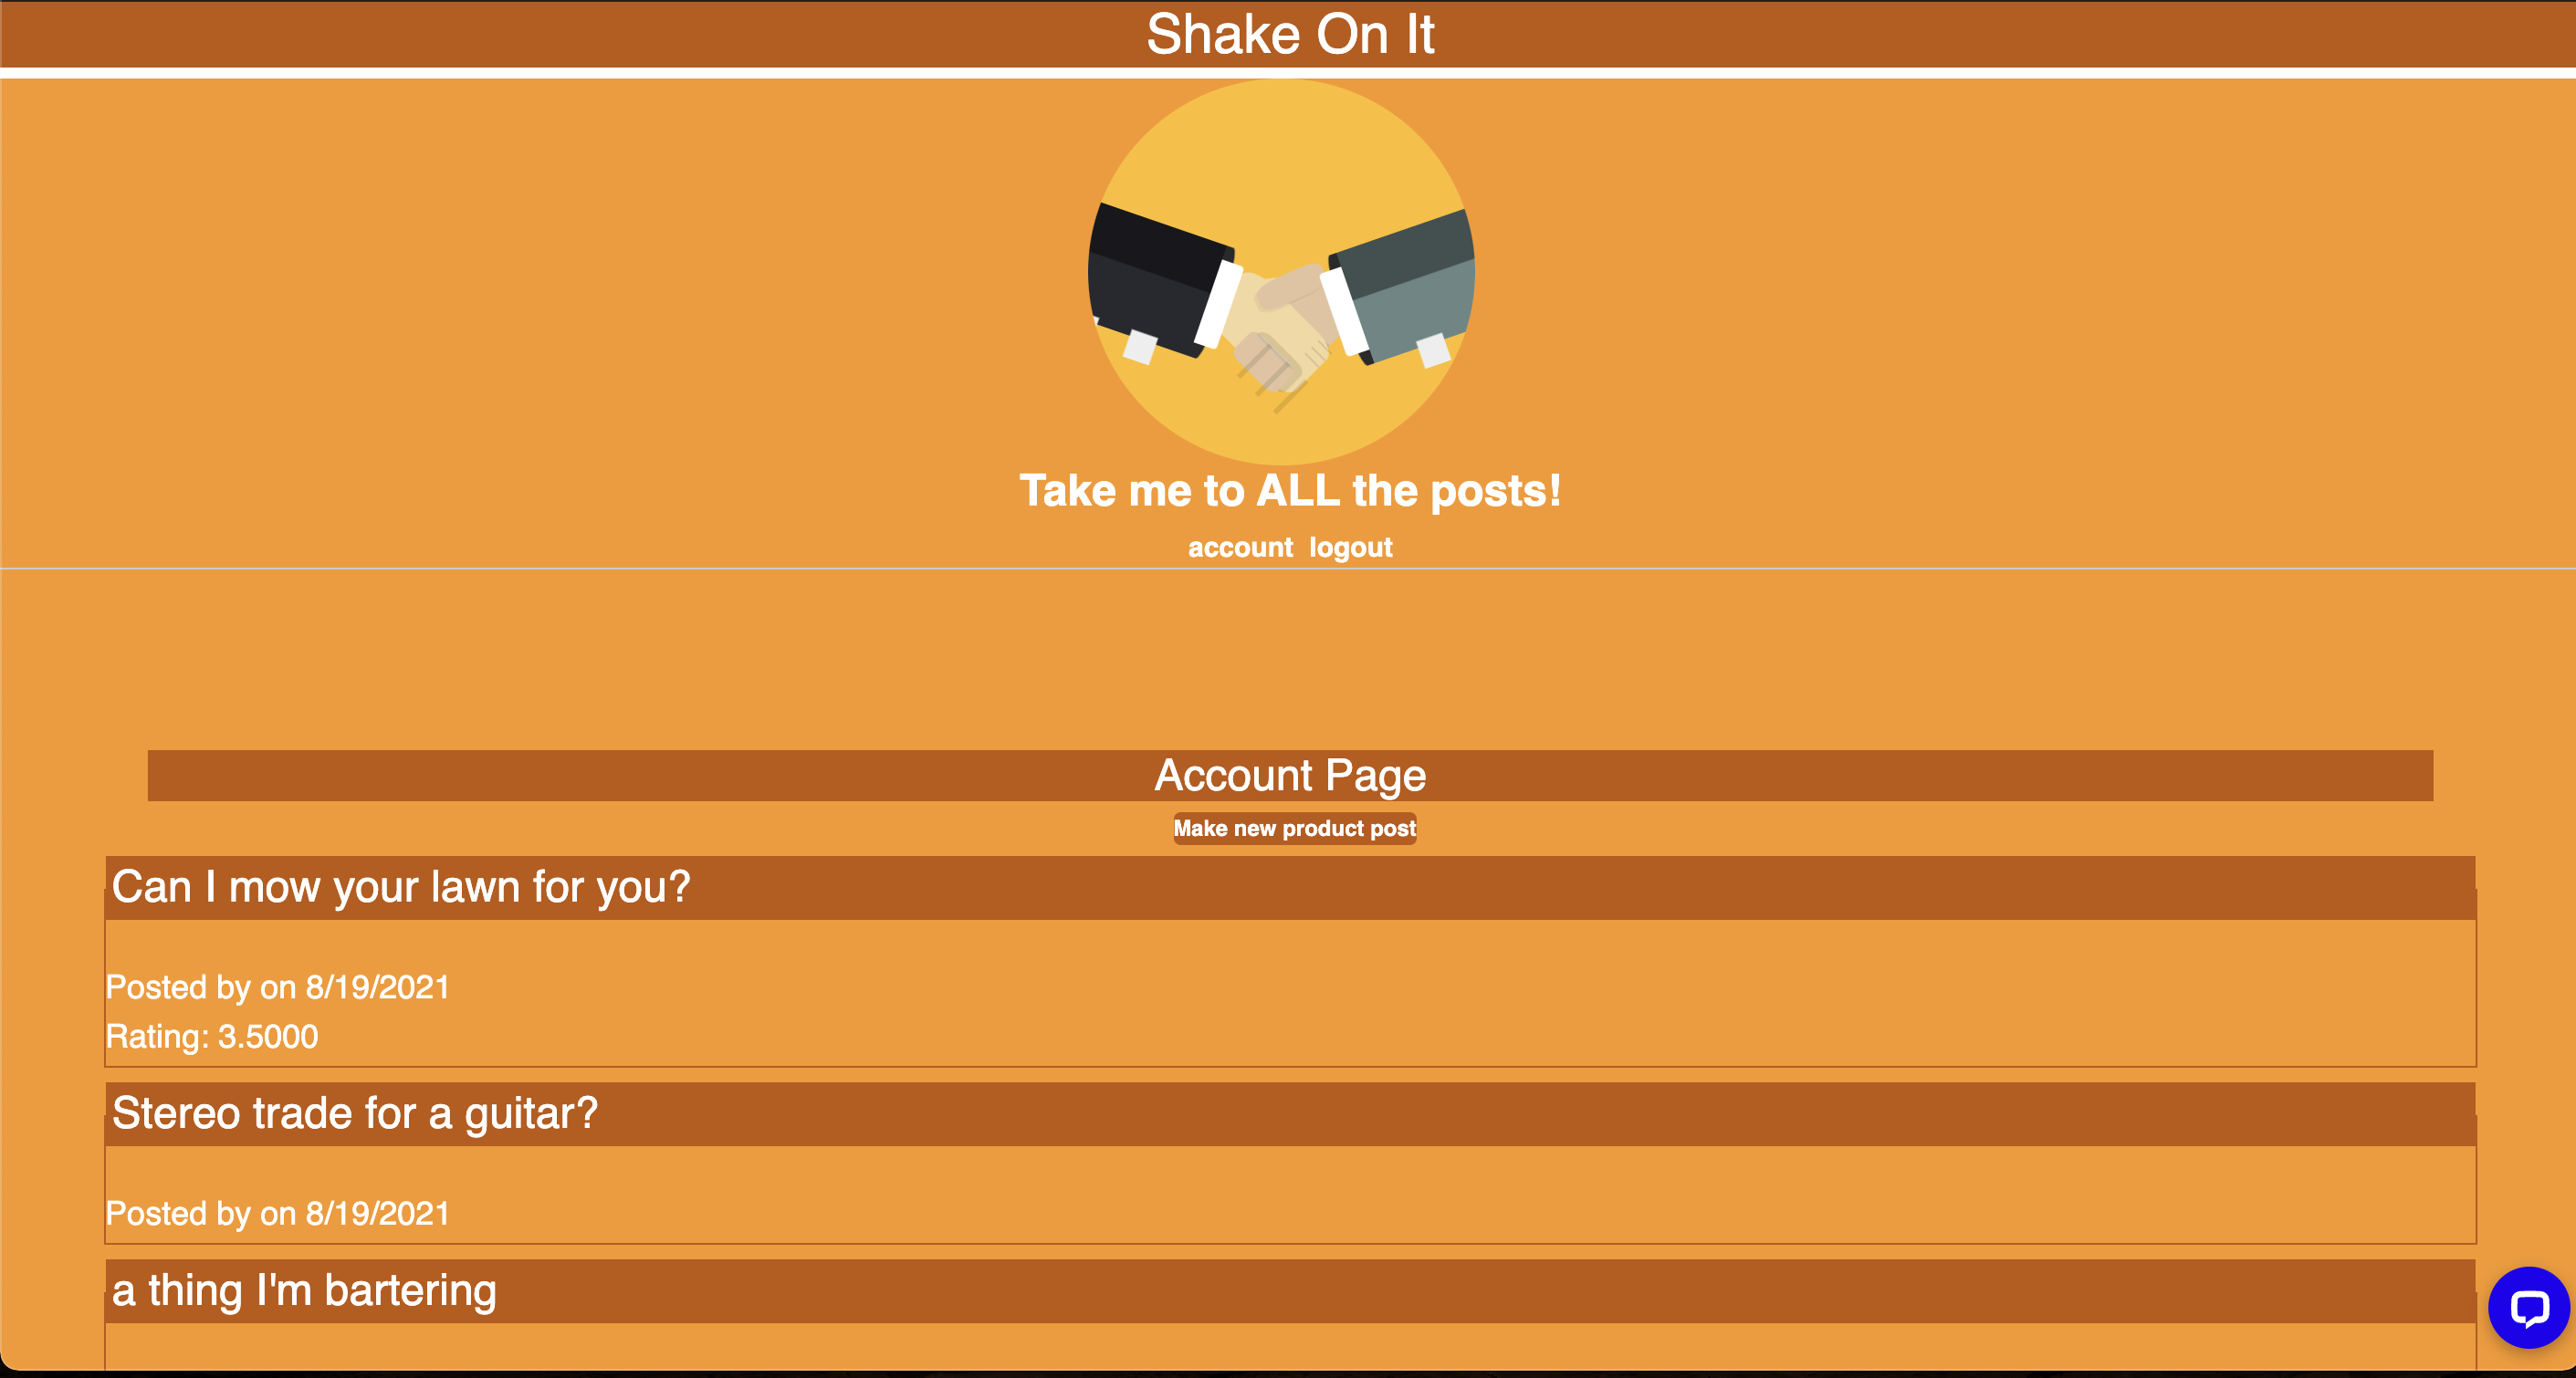 Shake On It
Take me to ALL the posts!
account logout
Account Page
Make new product post
Can I mow your lawn for you?
Posted by on 8/19/2021
Rating: 3.5000
Stereo trade for a guitar?
Posted by on 8/19/2021
a thing I'm bartering